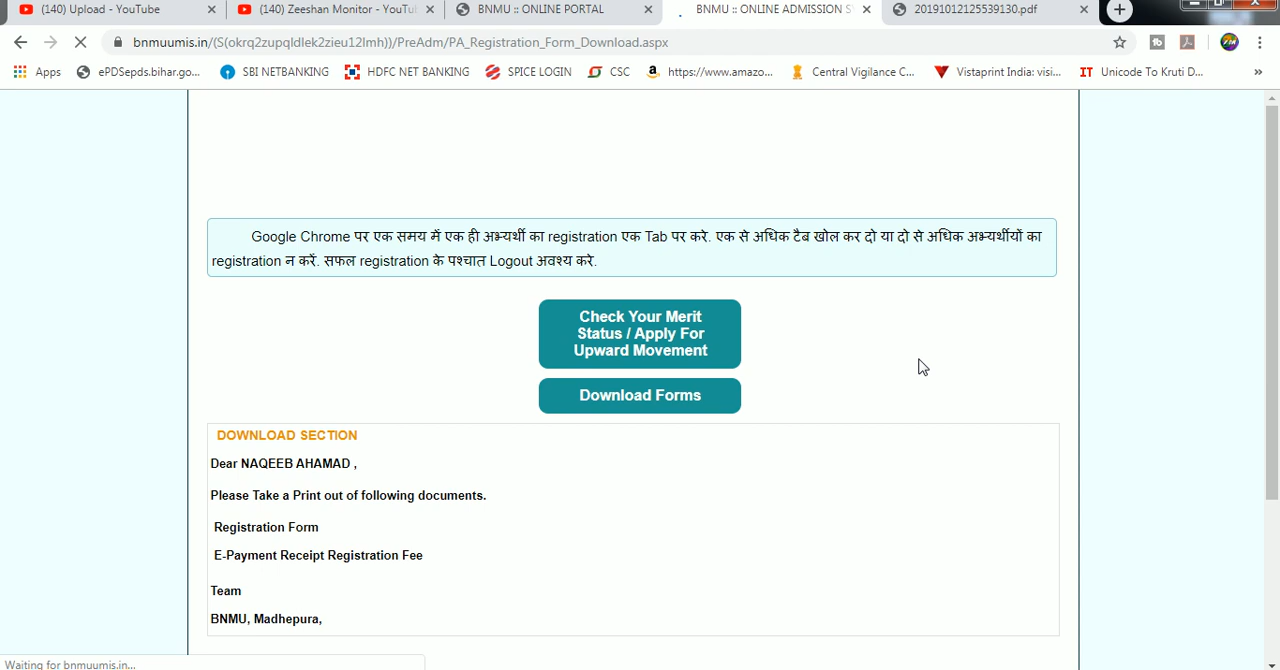 (140) Upload - YouTube
(140) Zeeshan Monitor - YouTu
BNMU :: ONLINE PORTAL
BNMU :: ONLINE ADMISSION S
20191012125539130.pdf
bnmuumis.in/(S(okrq2zupqldlek2zieu12lmh))/PreAdm/PA_Registration_Form_Download.aspx
Apps
ePDSepds.bihar.go...
SBI NETBANKING
HDFC NET BANKING
SPICE LOGIN
CSC
https://www.amazo...
Central Vigilance C...
Vistaprint India: visi...
IT Unicode To Kruti D...
»
Google Chrome पर एक समय में एक ही अभ्यर्थी का registration एक Tab पर करे. एक से अधिक टैब खोल कर दो या दो से अधिक अभ्यर्थीयों का
registration न करें. सफल registration के पश्चात Logout अवश्य करे.
Check Your Merit
Status / Apply For
Upward Movement
Download Forms
DOWNLOAD SECTION
Dear NAQEEB AHAMAD ,
Please Take a Print out of following documents.
Registration Form
E-Payment Receipt Registration Fee
Team
BNMU, Madhepura,
Waiting for bnmuumis.in...